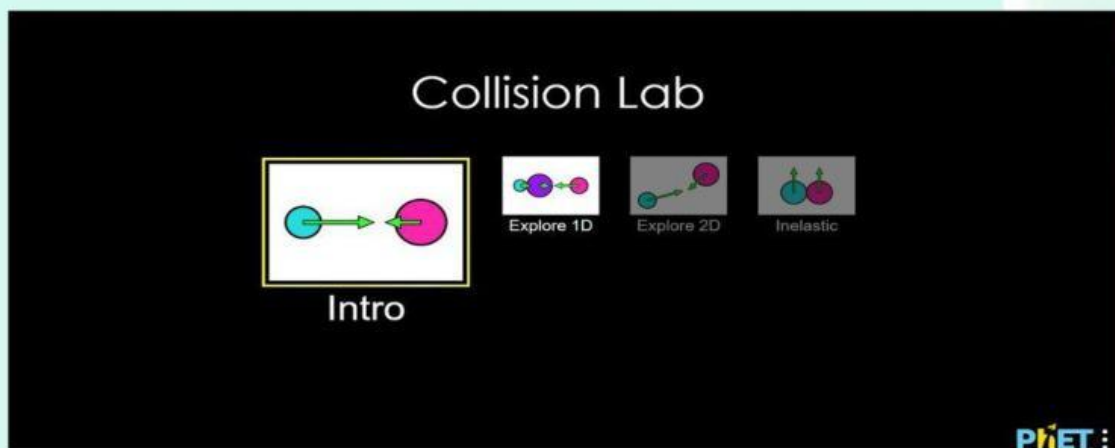 Collision Lab
Intro
Explore 1D
Explore 2D
Inelastic
PhET